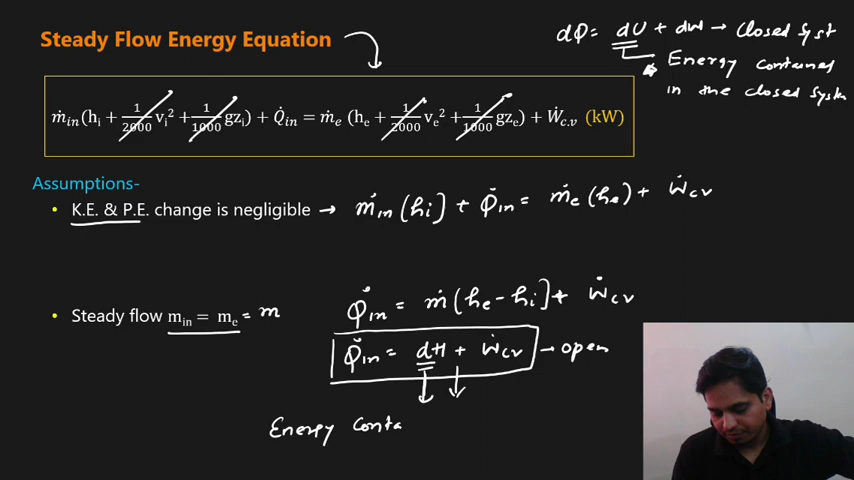 Steady Flow Energy Equation
dQ = dU + dW → Closed Syst
Energy contained
in the closed System
ṁin(hi + 1/2000 vi² + 1/1000 gzi) + Q̇in = ṁe (he + 1/2000 ve² + 1/1000 gze) + Ẇc.v (kW)
Assumptions-
• K.E. & P.E. change is negligible → ṁin (hi) + Q̇in = ṁe (he) + Ẇcv
Q̇in = ṁ (he - hi) + Ẇcv
• Steady flow min = me = m
Q̇in = dH + Ẇcv → open
Energy conta